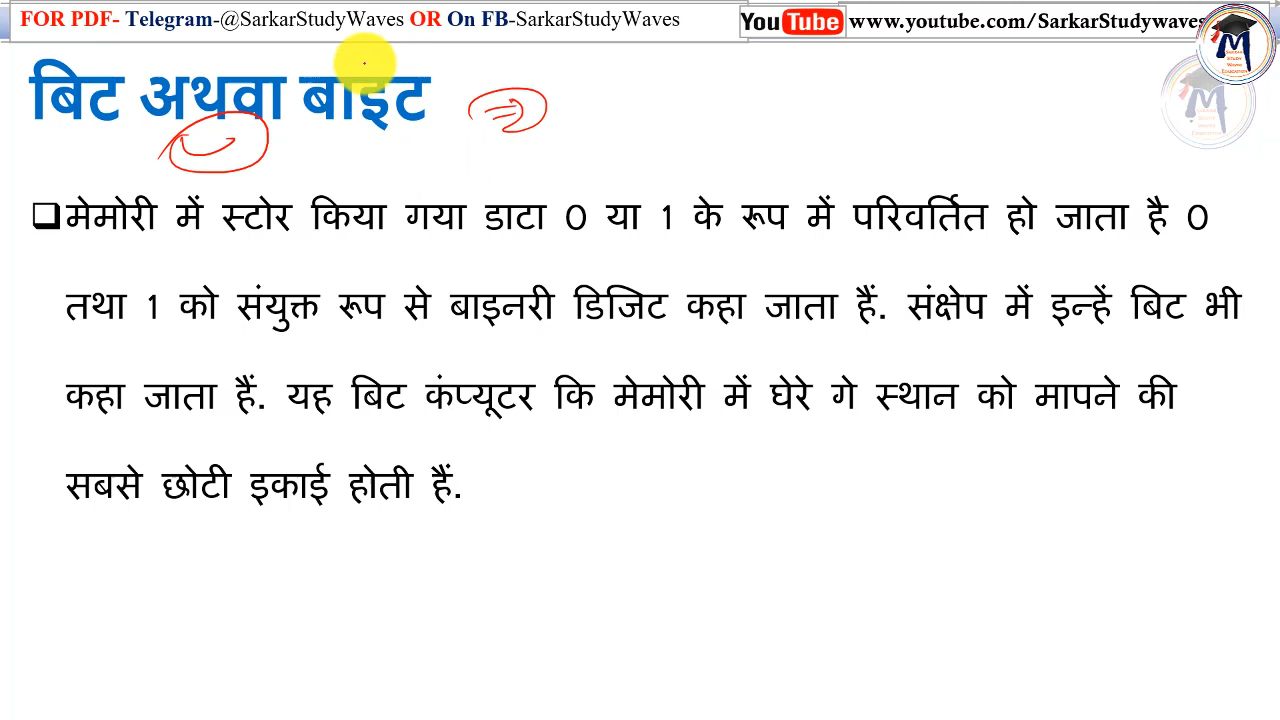 FOR PDF- Telegram-@SarkarStudyWaves OR On FB-SarkarStudyWaves
YouTube www.youtube.com/SarkarStudywaves
बिट अथवा बाइट
मेमोरी में स्टोर किया गया डाटा 0 या 1 के रूप में परिवर्तित हो जाता है 0
तथा 1 को संयुक्त रूप से बाइनरी डिजिट कहा जाता हैं. संक्षेप में इन्हें बिट भी
कहा जाता हैं. यह बिट कंप्यूटर कि मेमोरी में घेरे गे स्थान को मापने की
सबसे छोटी इकाई होती हैं.